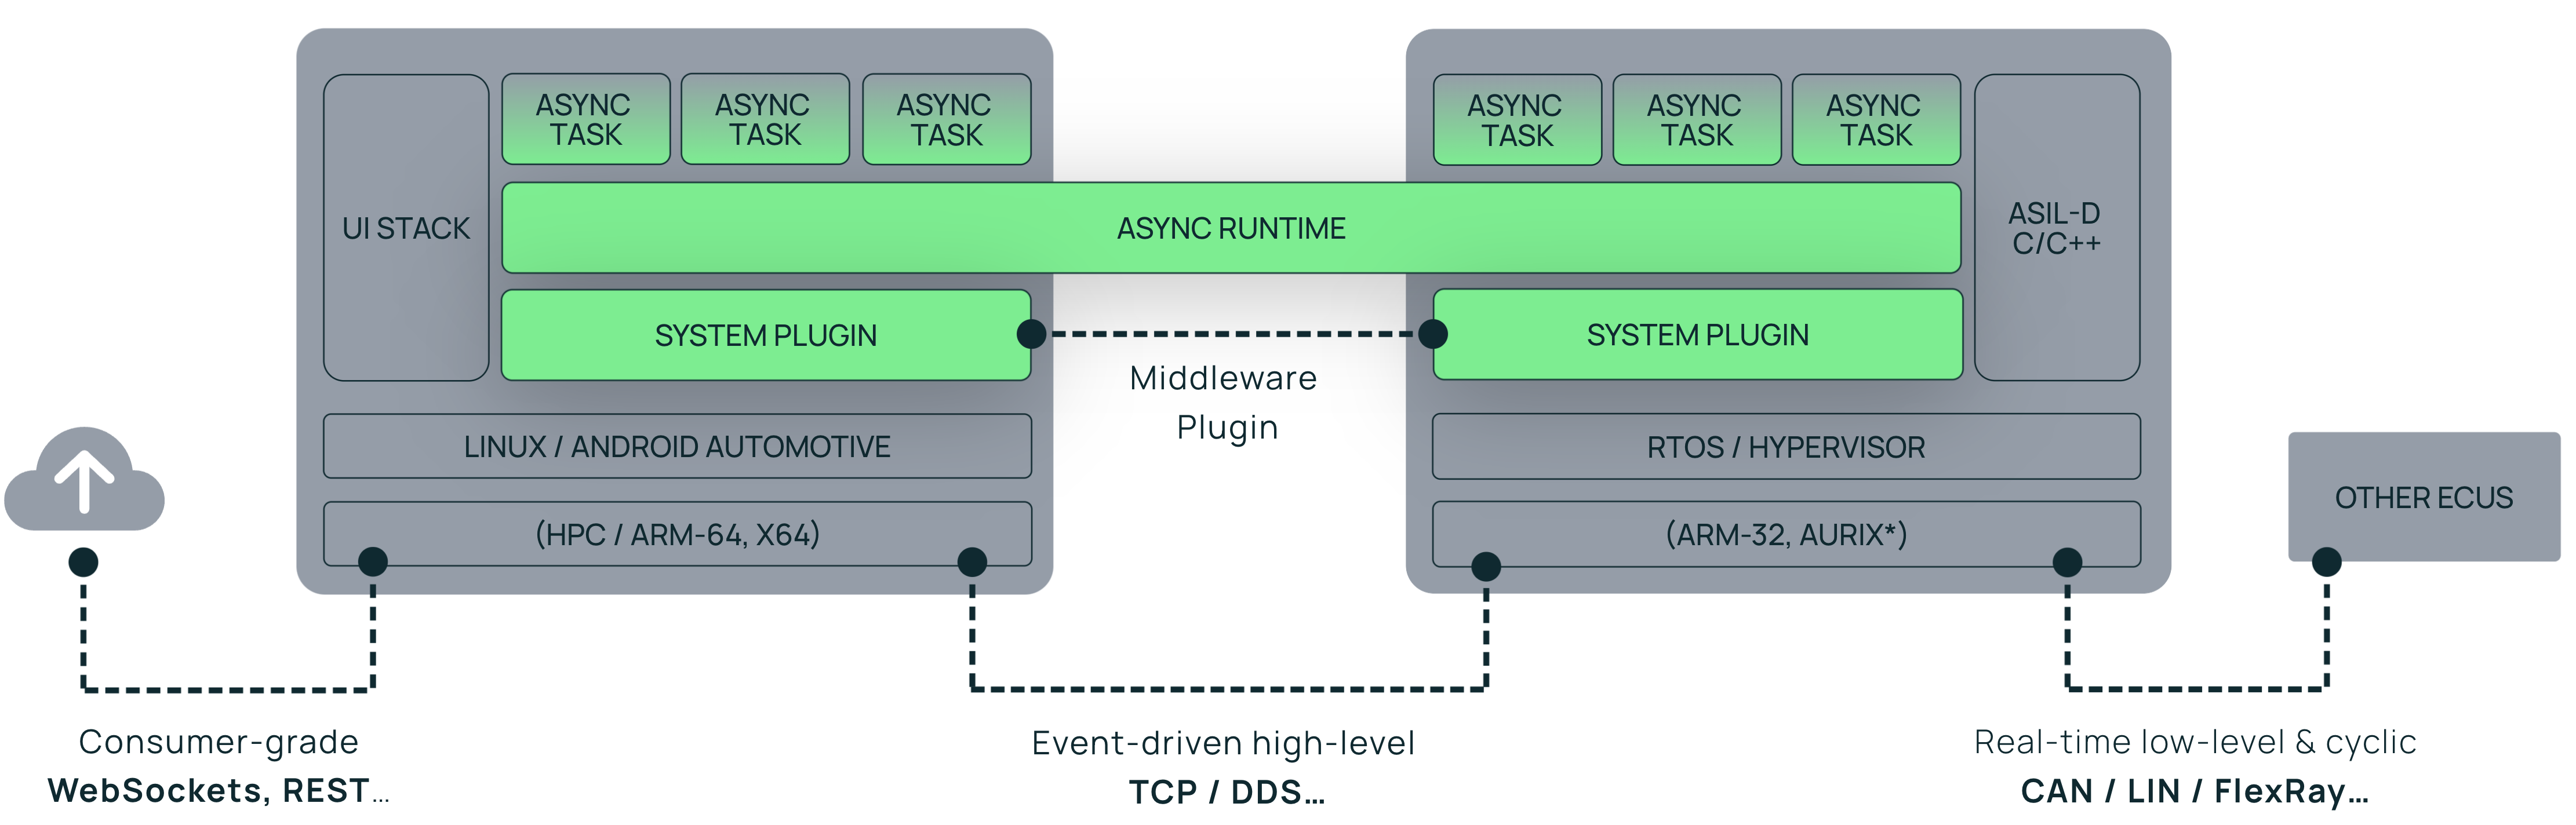 UI STACK
ASYNC
TASK
ASYNC
TASK
ASYNC
TASK
ASYNC
TASK
ASYNC
TASK
ASYNC
TASK
ASYNC RUNTIME
ASIL-D
C/C++
SYSTEM PLUGIN
SYSTEM PLUGIN
Middleware
Plugin
LINUX / ANDROID AUTOMOTIVE
RTOS / HYPERVISOR
(HPC / ARM-64, X64)
(ARM-32, AURIX*)
OTHER ECUS
Consumer-grade
WebSockets, REST...
Event-driven high-level
TCP / DDS...
Real-time low-level & cyclic
CAN / LIN / FlexRay...